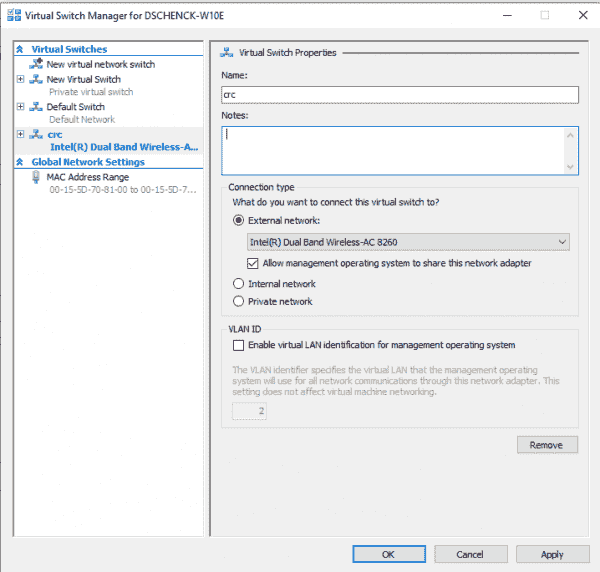 Virtual Switch Manager for DSCHENCK-W10E
Virtual Switches
New virtual network switch
New Virtual Switch
Private virtual switch
Default Switch
Default Network
crc
Intel(R) Dual Band Wireless-A...
Global Network Settings
MAC Address Range
00-15-5D-70-81-00 to 00-15-5D-7...
Virtual Switch Properties
Name:
crc
Notes:
Connection type
What do you want to connect this virtual switch to?
External network:
Intel(R) Dual Band Wireless-AC 8260
Allow management operating system to share this network adapter
Internal network
Private network
VLAN ID
Enable virtual LAN identification for management operating system
The VLAN identifier specifies the virtual LAN that the management operating
system will use for all network communications through this network adapter. This
setting does not affect virtual machine networking.
2
Remove
OK
Cancel
Apply